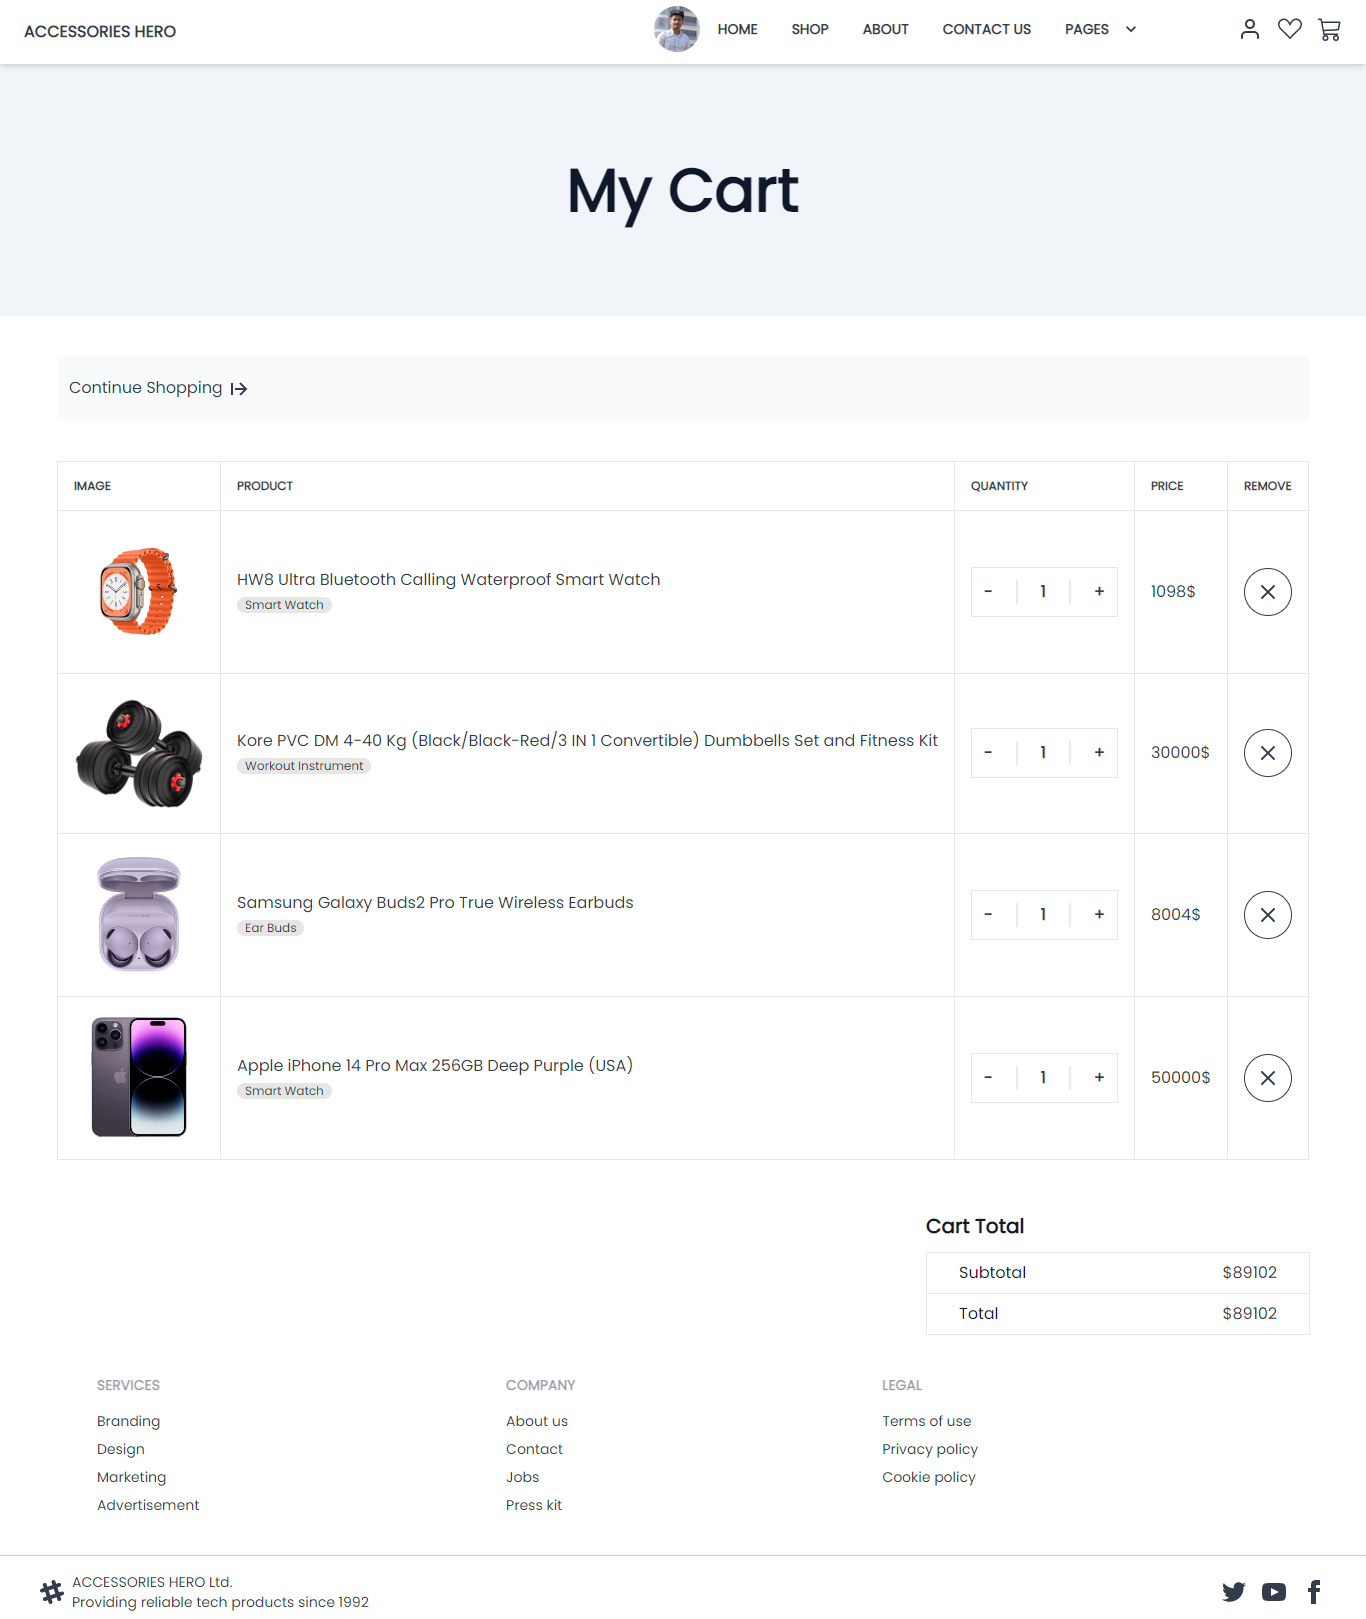 ACCESSORIES HERO
HOME SHOP ABOUT CONTACT US PAGES
My Cart
Continue Shopping
IMAGE PRODUCT QUANTITY PRICE REMOVE
HW8 Ultra Bluetooth Calling Waterproof Smart Watch
Smart Watch
- 1 + 1098$
Kore PVC DM 4-40 Kg (Black/Black-Red/3 IN 1 Convertible) Dumbbells Set and Fitness Kit
Workout Instrument
- 1 + 30000$
Samsung Galaxy Buds2 Pro True Wireless Earbuds
Ear Buds
- 1 + 8004$
Apple iPhone 14 Pro Max 256GB Deep Purple (USA)
Smart Watch
- 1 + 50000$
Cart Total
Subtotal $89102
Total $89102
SERVICES
Branding
Design
Marketing
Advertisement
COMPANY
About us
Contact
Jobs
Press kit
LEGAL
Terms of use
Privacy policy
Cookie policy
ACCESSORIES HERO Ltd.
Providing reliable tech products since 1992